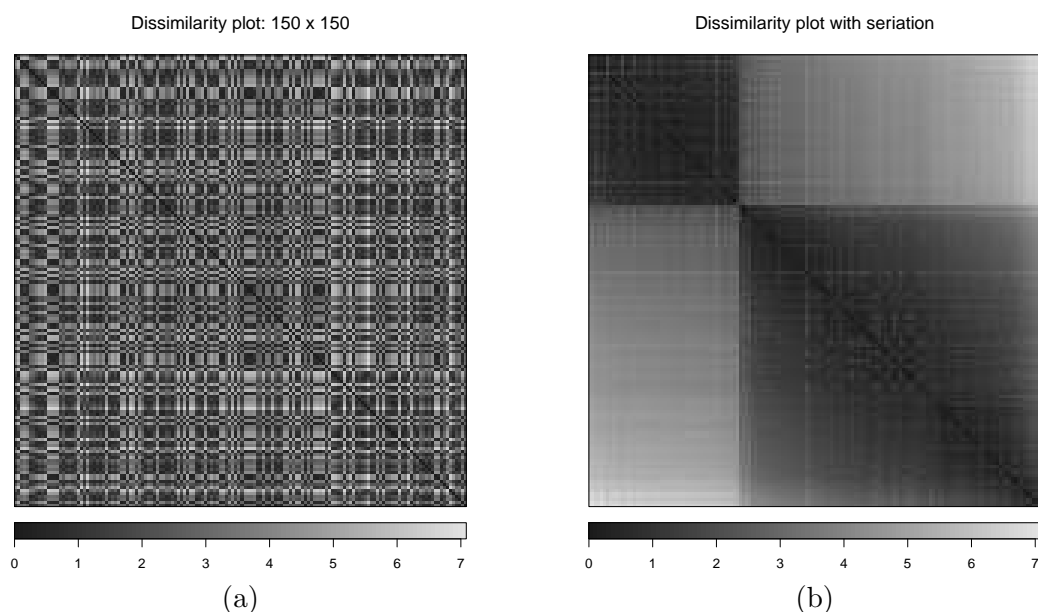 Dissimilarity plot: 150 x 150
Dissimilarity plot with seriation
0 1 2 3 4 5 6 7
0 1 2 3 4 5 6 7
(a)
(b)